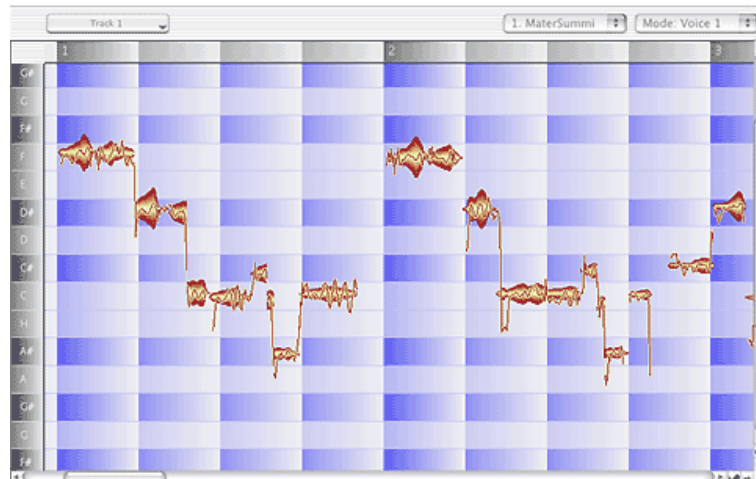 Track 1 1. MaterSummi Mode: Voice 1
1 2 3
G#
G
F#
F
E
D#
D
C#
C
H
A#
A
G#
G
F#